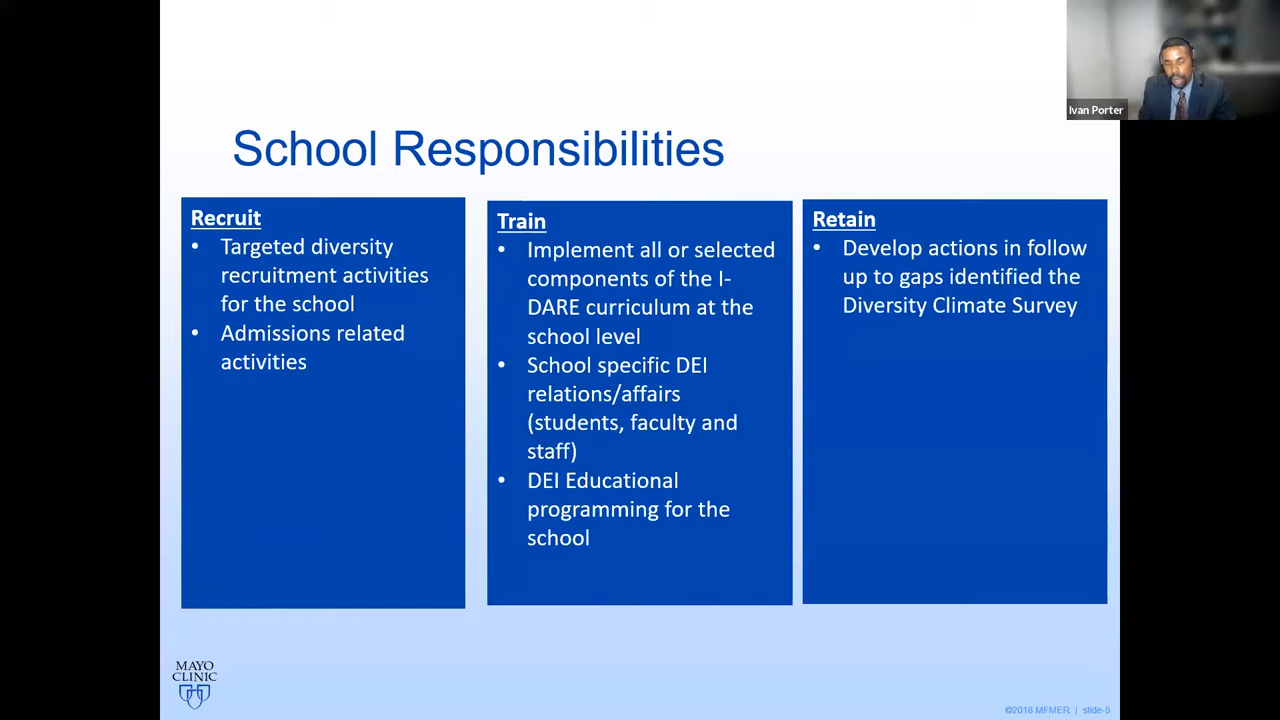 Ivan Porter
School Responsibilities
Recruit
• Targeted diversity
recruitment activities
for the school
• Admissions related
activities
Train
• Implement all or selected
components of the I-
DARE curriculum at the
school level
• School specific DEI
relations/affairs
(students, faculty and
staff)
• DEI Educational
programming for the
school
Retain
• Develop actions in follow
up to gaps identified the
Diversity Climate Survey
MAYO
CLINIC
©2018 MFMER | slide-5